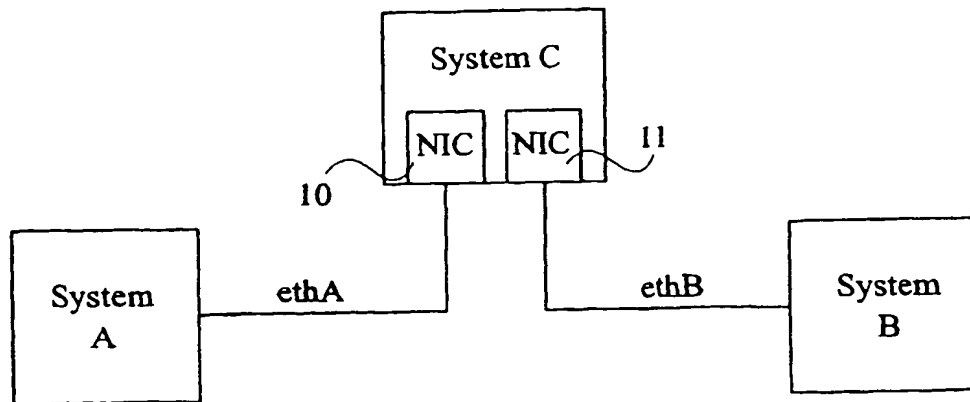 System C
NIC
NIC
11
10
ethA
ethB
System
A
System
B